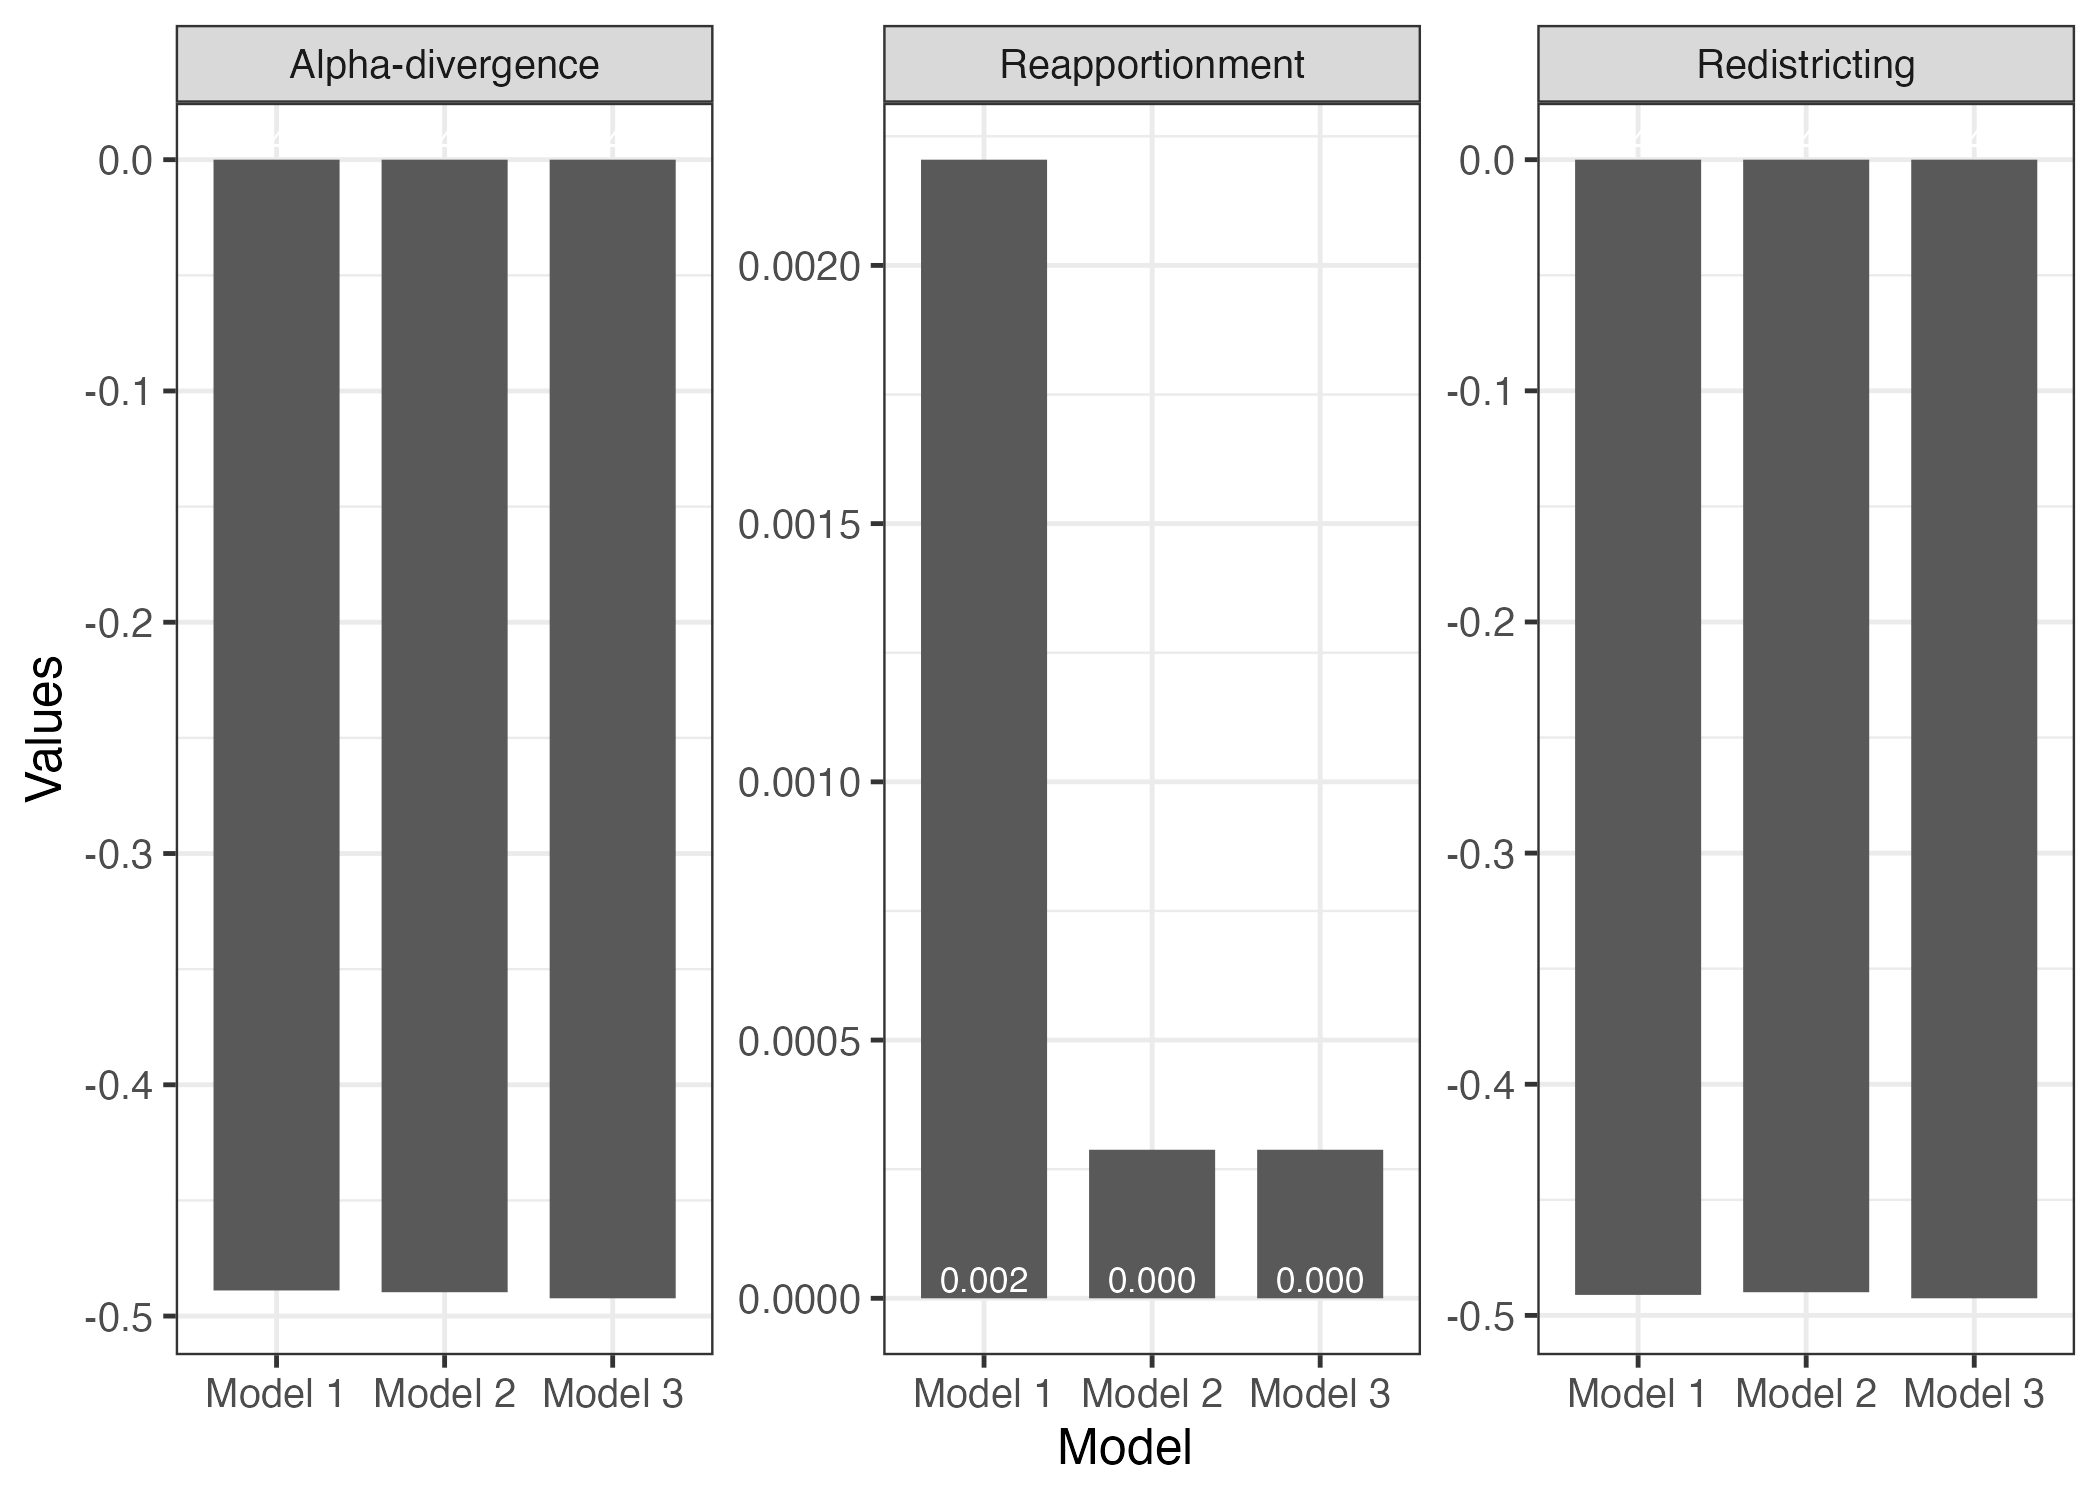 Alpha-divergence
Reapportionment
Redistricting
0.0
-0.1
-0.2
-0.3
-0.4
-0.5
0.0020
0.0015
0.0010
0.0005
0.0000
0.0
-0.1
-0.2
-0.3
-0.4
-0.5
0.002 0.000 0.000
Model 1 Model 2 Model 3
Model 1 Model 2 Model 3
Model 1 Model 2 Model 3
Values
Model